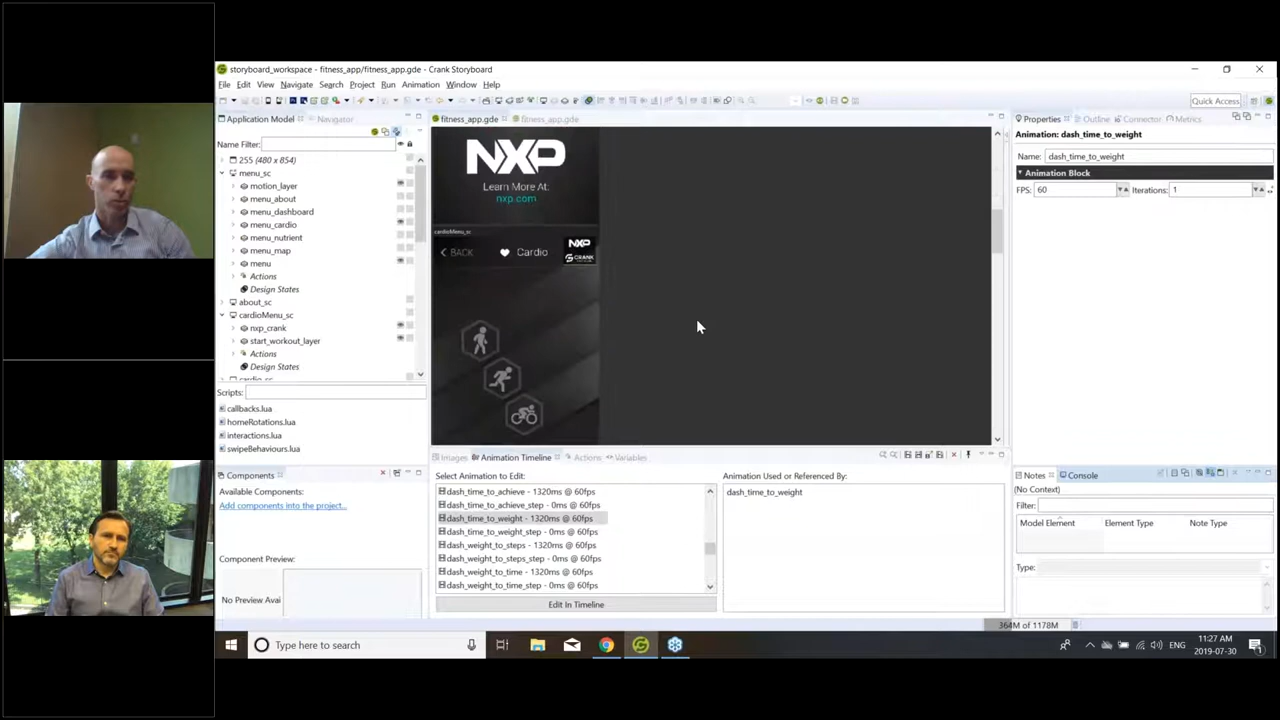 storyboard_workspace - fitness_app/fitness_app.gde - Crank Storyboard
File Edit View Navigate Search Project Run Animation Window Help
Quick Access
Application Model Navigator
Name Filter:
255 (480 x 854)
menu_sc
motion_layer
menu_about
menu_dashboard
menu_cardio
menu_nutrient
menu_map
menu
Actions
Design States
about_sc
cardioMenu_sc
nxp_crank
start_workout_layer
Actions
Design States
cardio_sc
Scripts:
callbacks.lua
homeRotations.lua
interactions.lua
swipeBehaviours.lua
Components
Available Components:
Add components into the project...
Component Preview:
No Preview Avai
fitness_app.gde fitness_app.gde
NXP
Learn More At:
nxp.com
cardioMenu_sc
BACK Cardio NXP
CRANK
Images Animation Timeline Actions Variables
Select Animation to Edit:
dash_time_to_achieve - 1320ms @ 60fps
dash_time_to_achieve_step - 0ms @ 60fps
dash_time_to_weight - 1320ms @ 60fps
dash_time_to_weight_step - 0ms @ 60fps
dash_weight_to_steps - 1320ms @ 60fps
dash_weight_to_steps_step - 0ms @ 60fps
dash_weight_to_time - 1320ms @ 60fps
dash_weight_to_time_step - 0ms @ 60fps
Edit In Timeline
Animation Used or Referenced By:
dash_time_to_weight
Properties Outline Connector Metrics
Animation: dash_time_to_weight
Name: dash_time_to_weight
Animation Block
FPS: 60 Iterations: 1
Notes Console
(No Context)
Filter:
Model Element Element Type Note Type
Type:
364M of 1178M
Type here to search
ENG
11:27 AM
2019-07-30